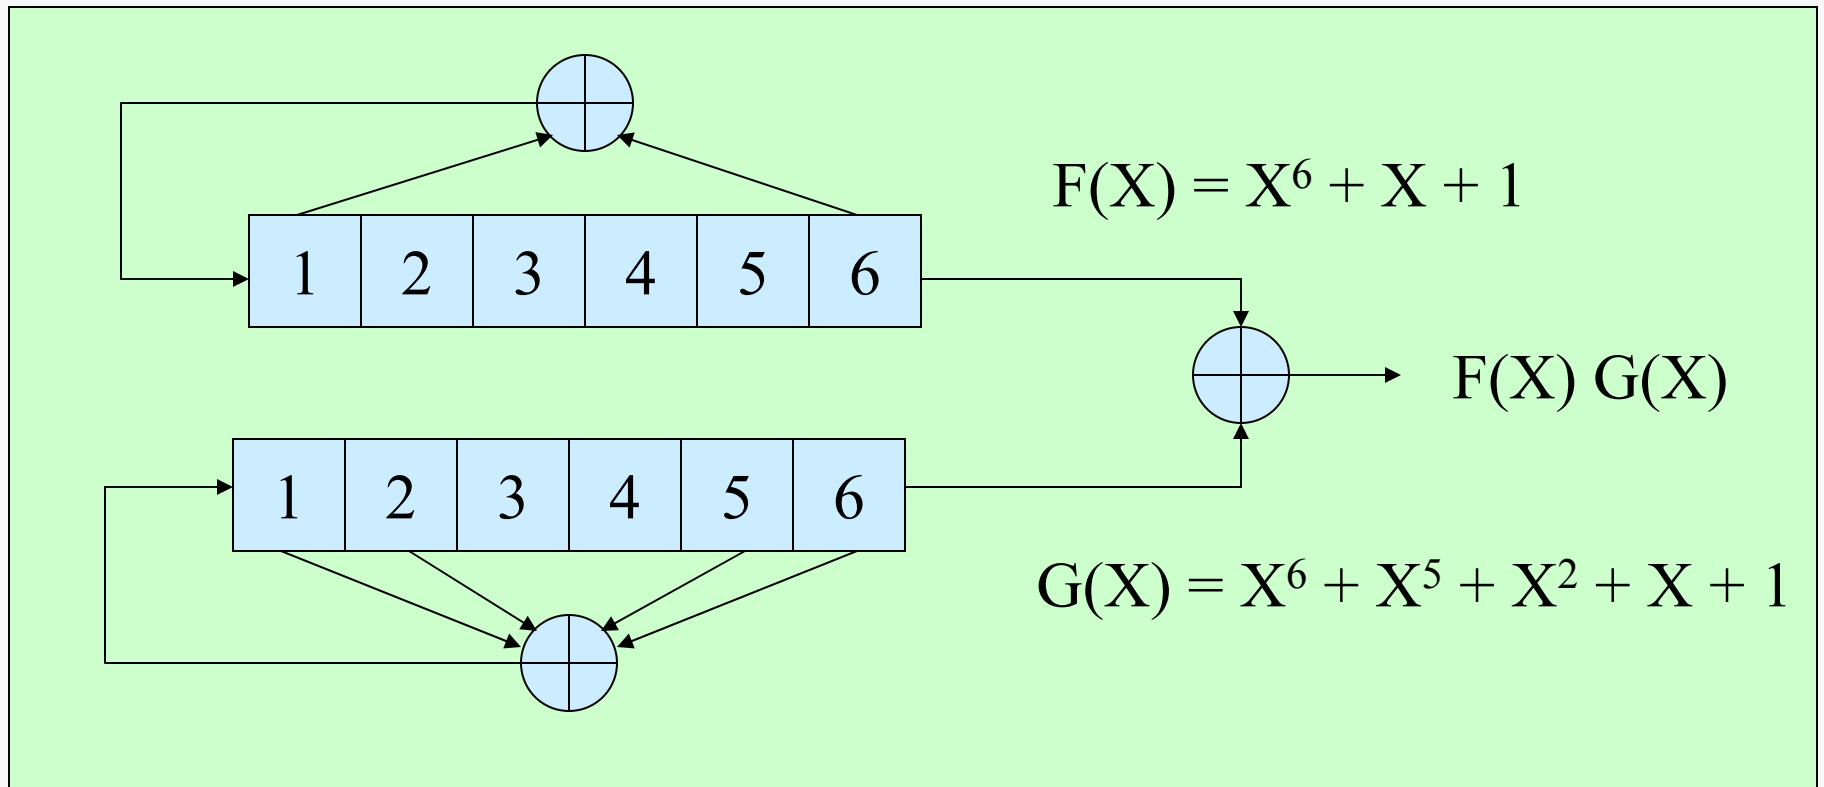 F(X) = X⁶ + X + 1
1 2 3 4 5 6
F(X) G(X)
1 2 3 4 5 6
G(X) = X⁶ + X⁵ + X² + X + 1